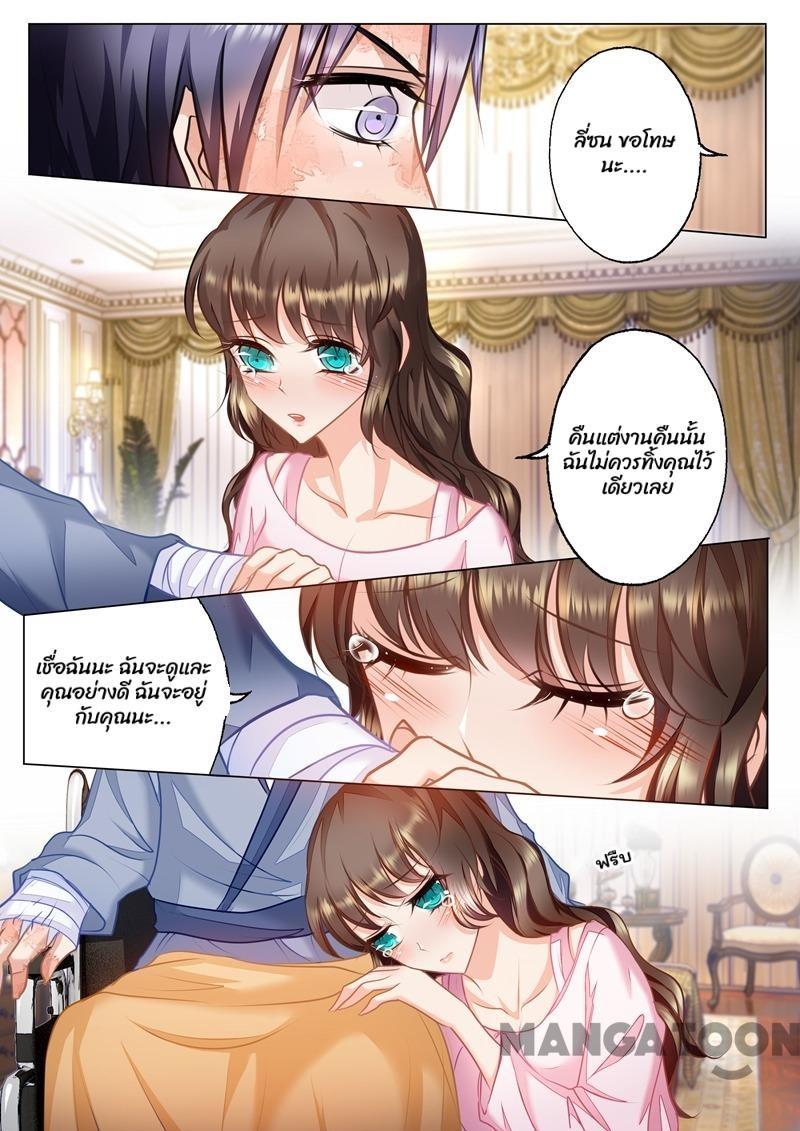 ลี่ซน ขอโทษ
นะ....
คืนแต่งานคืนนั้น
ฉันไม่ควรทิ้งคุณไว้
เดียวเลย
เชื่อฉันนะ ฉันจะดูและ
คุณอย่างดี ฉันจะอยู่
กับคุณนะ...
ฟรึบ
MANGATOON